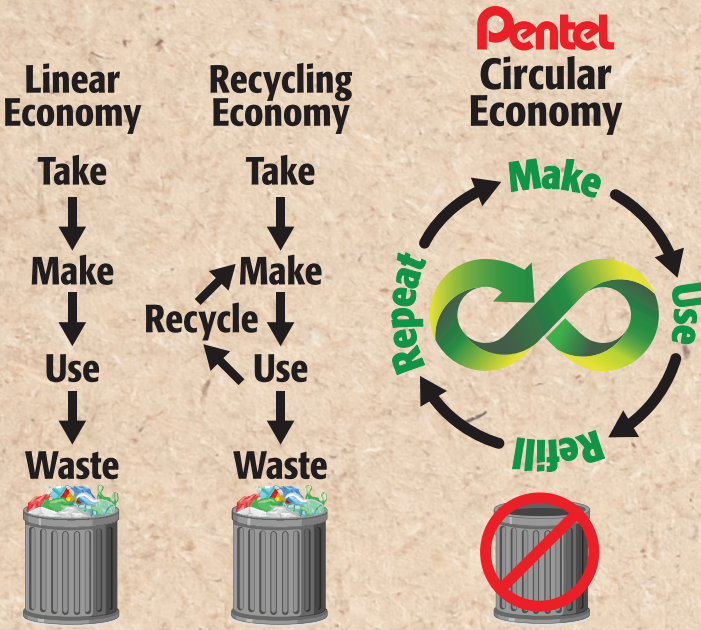 Linear
Economy
Take
Make
Use
Waste
Recycling
Economy
Take
Make
Recycle
Use
Waste
Pentel
Circular
Economy
Make
Use
Refill
Repeat